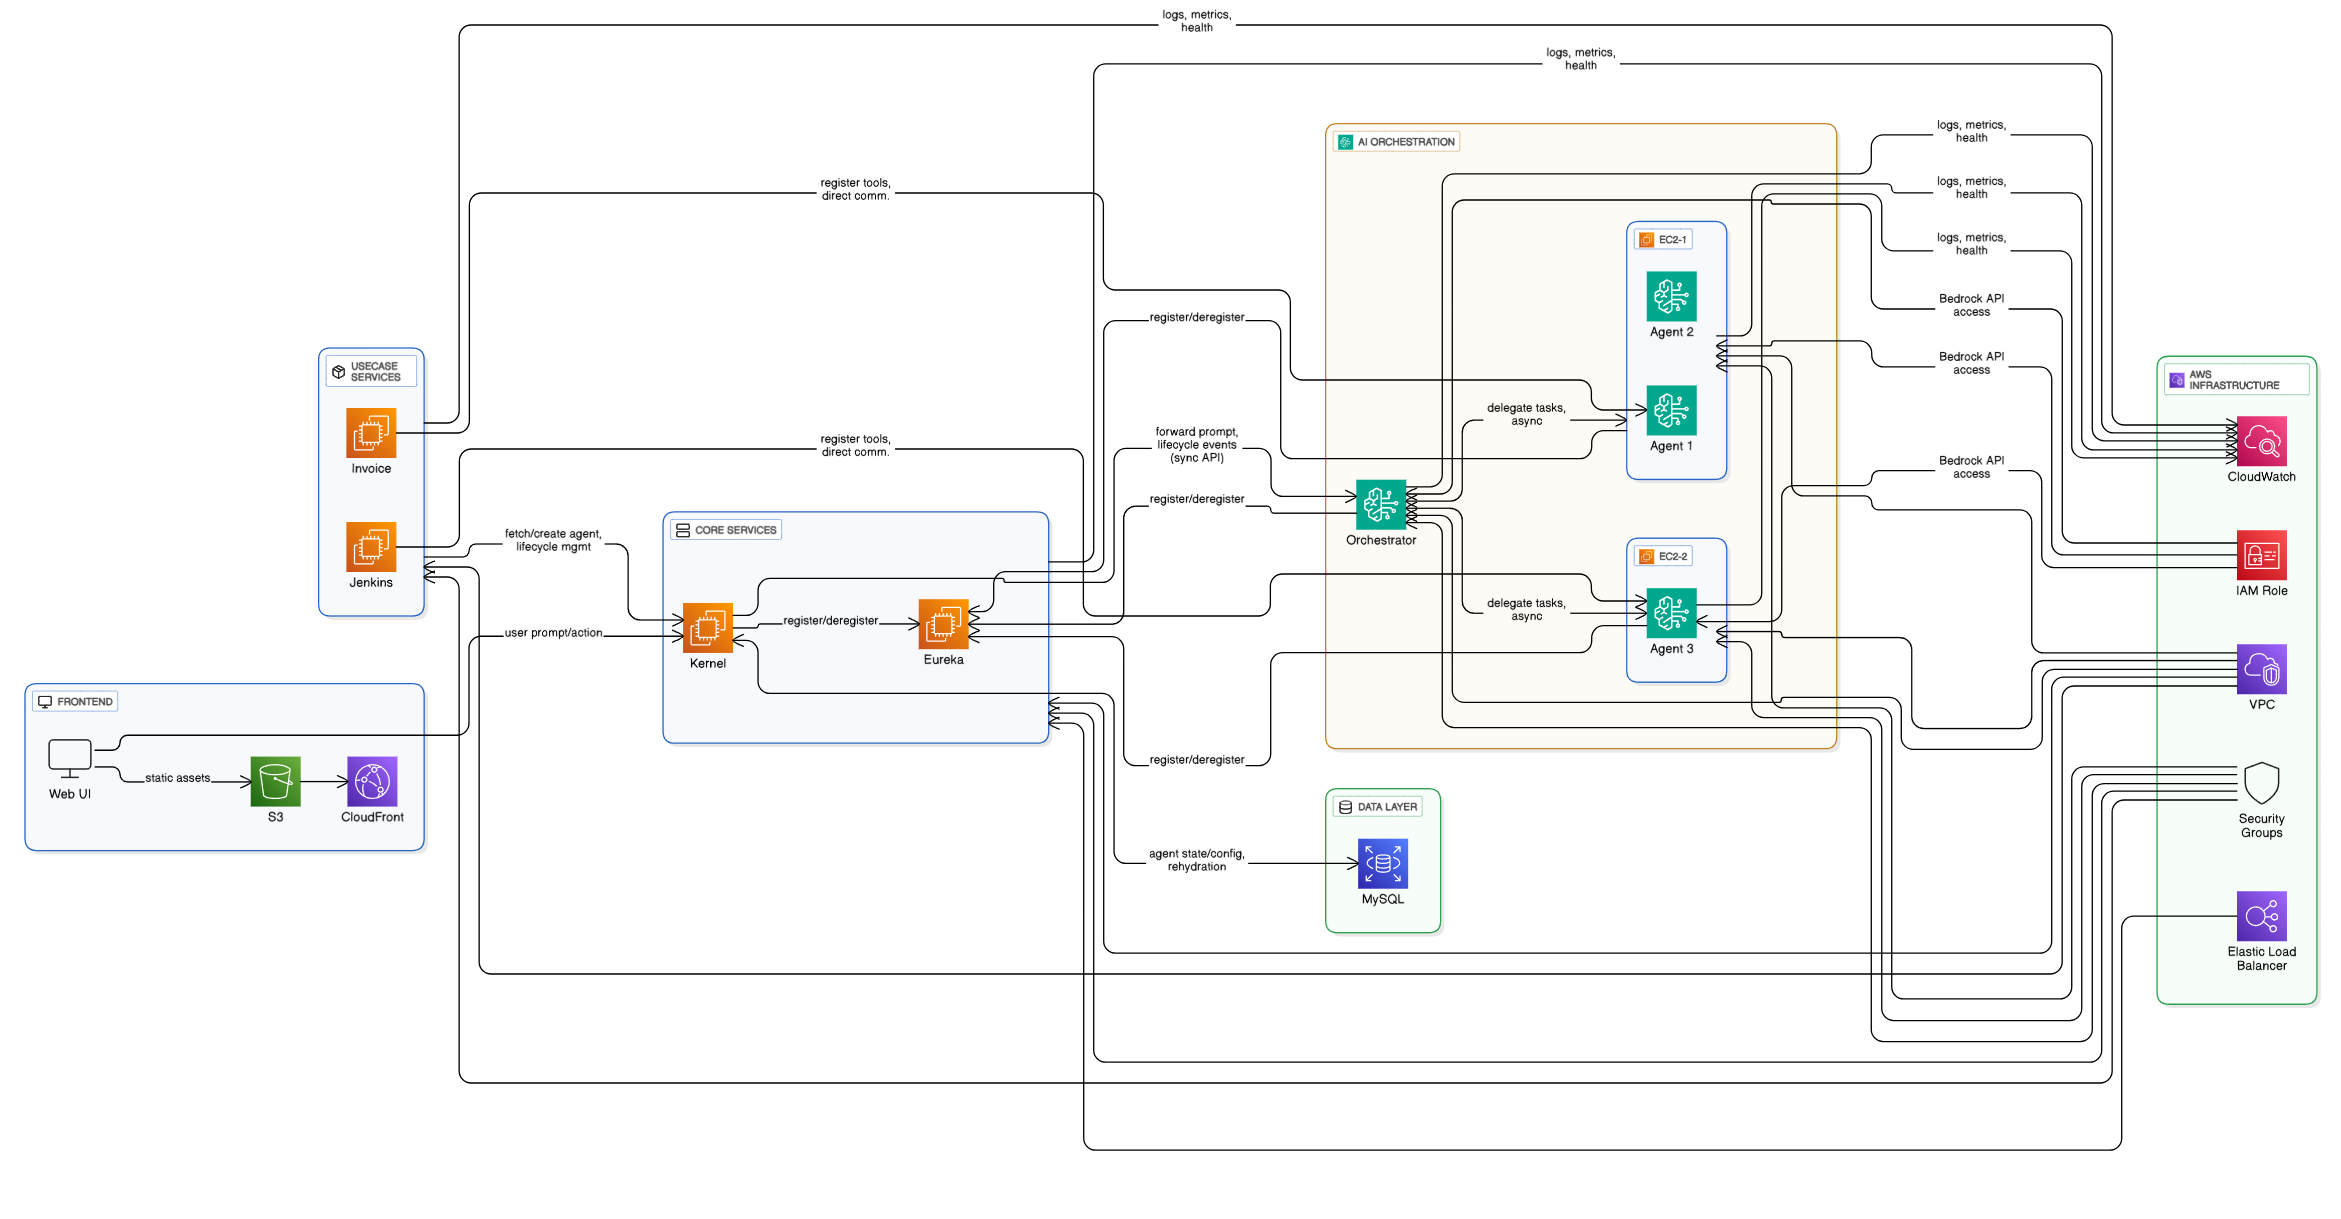 logs, metrics,
health
logs, metrics,
health
AI ORCHESTRATION
logs, metrics,
health
register tools,
direct comm.
logs, metrics,
health
EC2-1
logs, metrics,
health
Agent 2
Bedrock API
access
register/deregister
USECASE
SERVICES
Bedrock API
access
AWS
INFRASTRUCTURE
Invoice
delegate tasks,
async
Agent 1
register tools,
direct comm.
forward prompt,
lifecycle events
(sync API)
Bedrock API
access
CloudWatch
register/deregister
Orchestrator
CORE SERVICES
fetch/create agent,
lifecycle mgmt
EC2-2
Jenkins
IAM Role
delegate tasks,
async
register/deregister
user prompt/action
Kernel
Eureka
Agent 3
FRONTEND
VPC
register/deregister
static assets
Web UI
S3
CloudFront
DATA LAYER
Security
Groups
agent state/config,
rehydration
MySQL
Elastic Load
Balancer